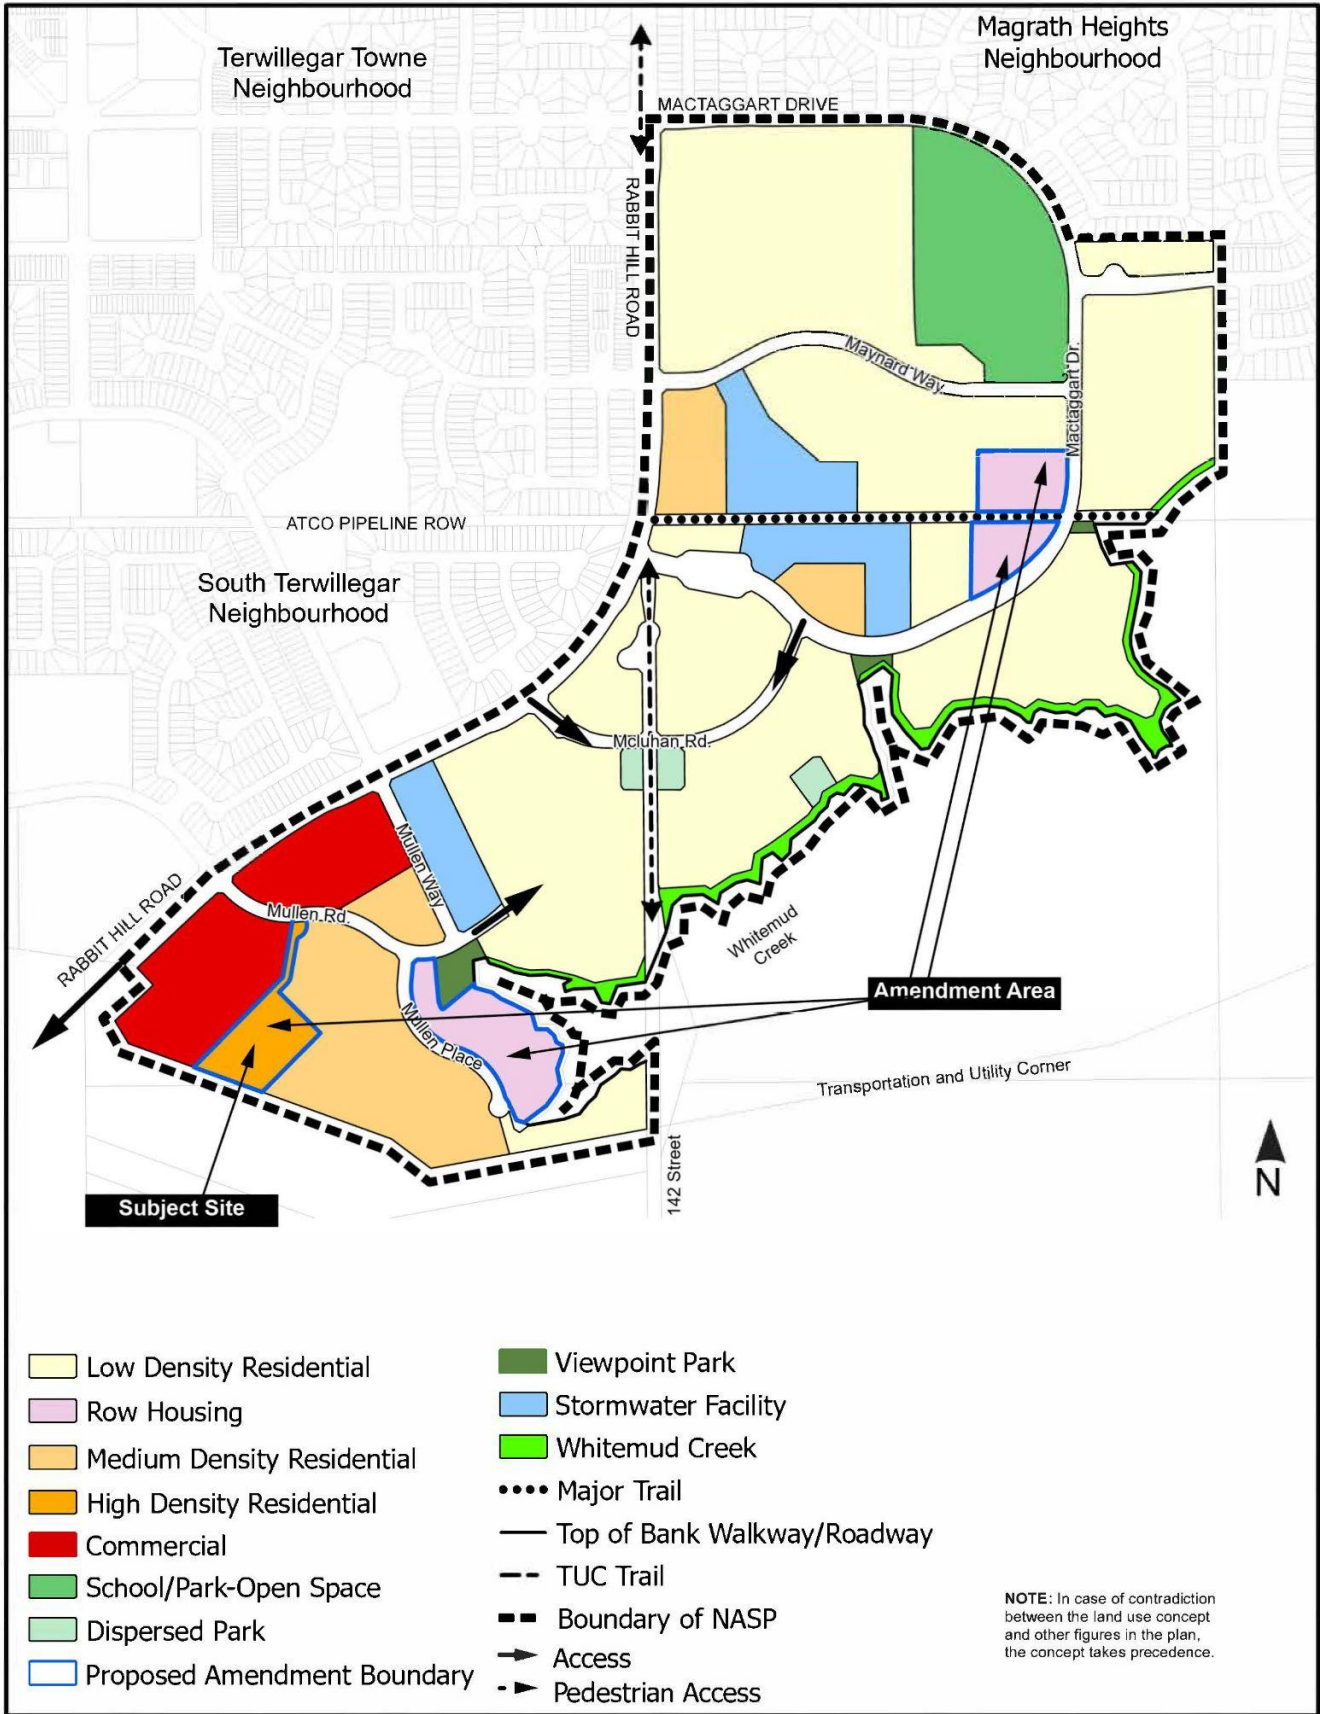 Terwillegar Towne
Neighbourhood
Magrath Heights
Neighbourhood
MACTAGGART DRIVE
RABBIT HILL ROAD
Maynard Way
Mactaggart Dr.
ATCO PIPELINE ROW
South Terwillegar
Neighbourhood
Mcluhan Rd.
Mullen Way
RABBIT HILL ROAD
Mullen Rd.
Whitemud
Creek
Amendment Area
Mullen Place
Transportation and Utility Corner
142 Street
N
Subject Site
Low Density Residential
Row Housing
Medium Density Residential
High Density Residential
Commercial
School/Park-Open Space
Dispersed Park
Proposed Amendment Boundary
Viewpoint Park
Stormwater Facility
Whitemud Creek
Major Trail
Top of Bank Walkway/Roadway
TUC Trail
Boundary of NASP
Access
Pedestrian Access
NOTE: In case of contradiction
between the land use concept
and other figures in the plan,
the concept takes precedence.